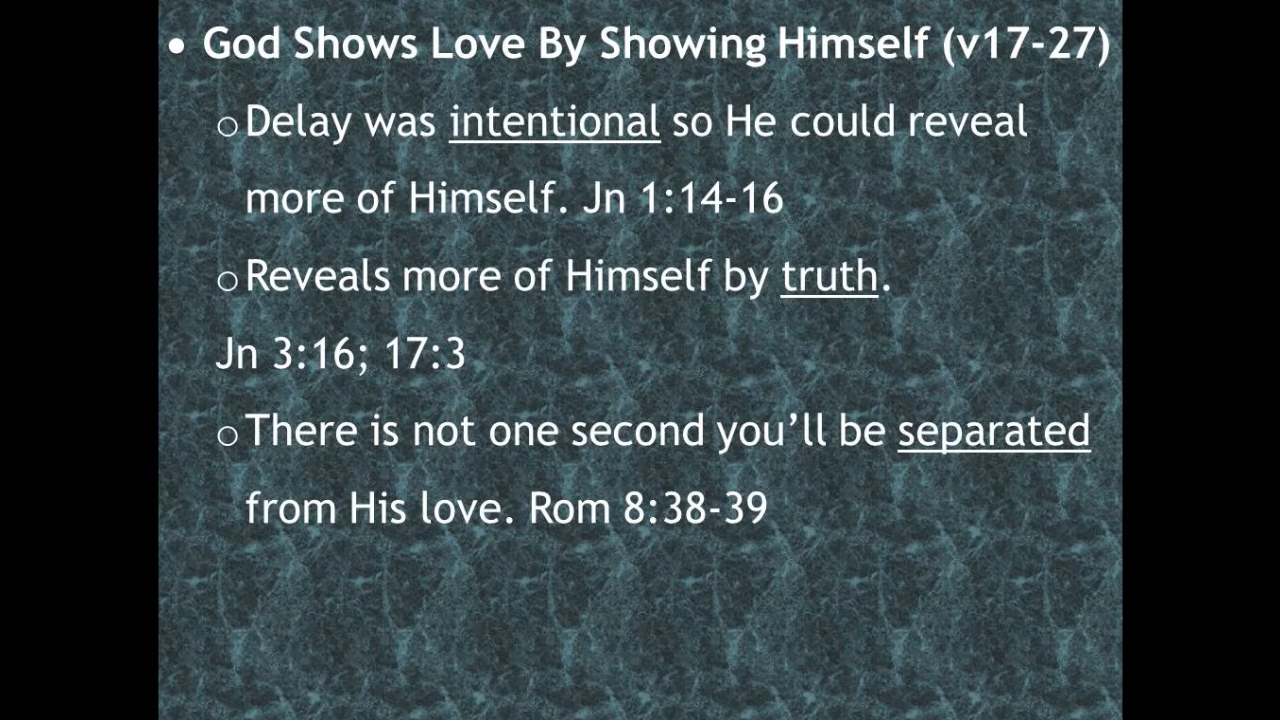 • God Shows Love By Showing Himself (v17-27)
o Delay was intentional so He could reveal
more of Himself. Jn 1:14-16
o Reveals more of Himself by truth.
Jn 3:16; 17:3
o There is not one second you’ll be separated
from His love. Rom 8:38-39